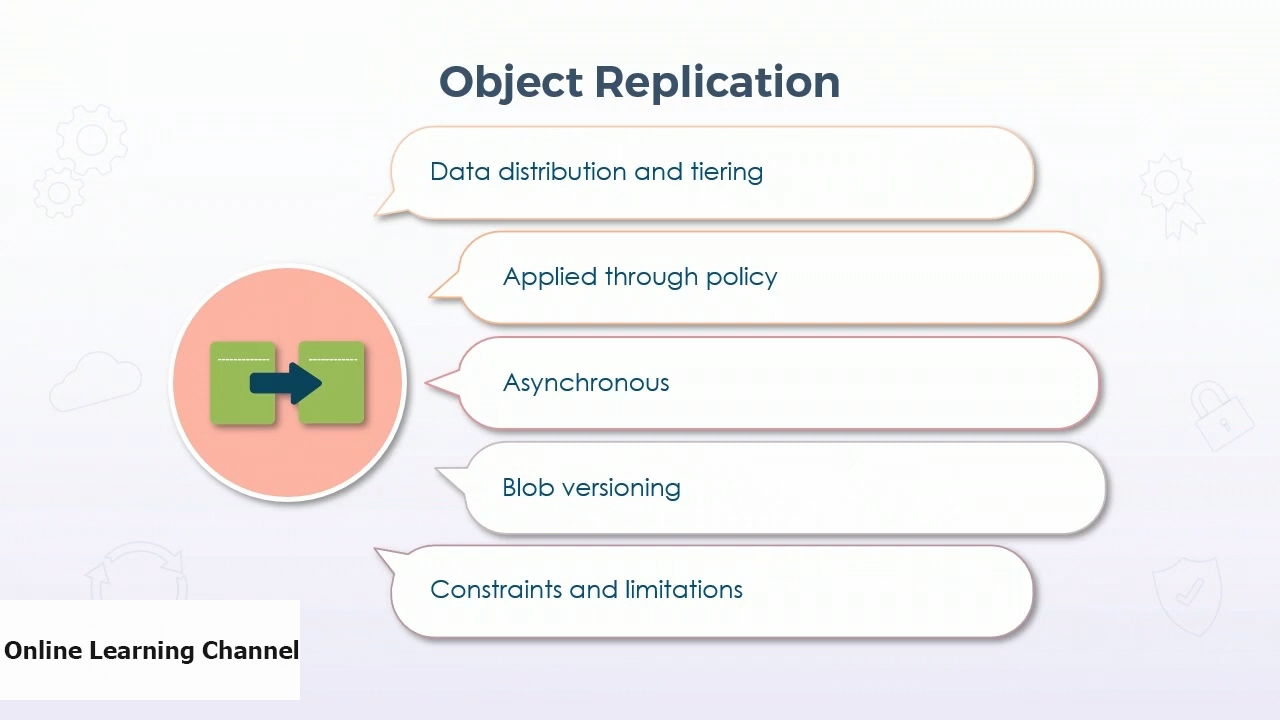 Object Replication
Data distribution and tiering
Applied through policy
Asynchronous
Blob versioning
Constraints and limitations
Online Learning Channel